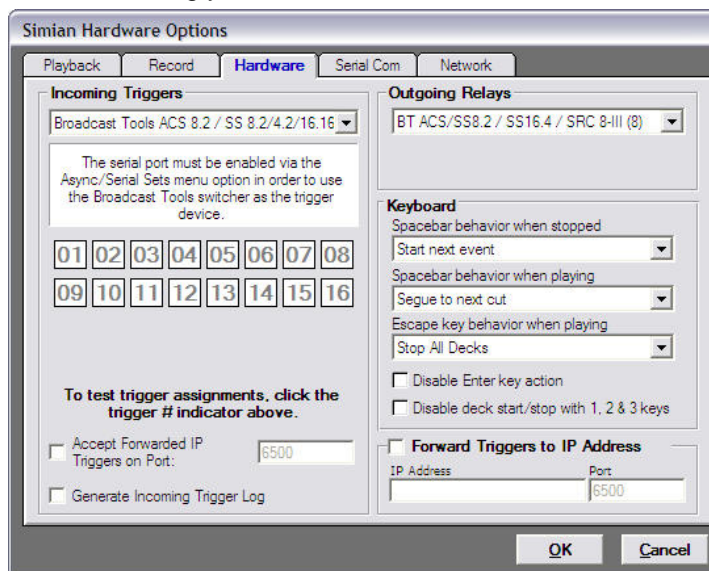 Simian Hardware Options
Playback Record Hardware Serial Com Network
Incoming Triggers
Broadcast Tools ACS 8.2 / SS 8.2/4.2/16.16
The serial port must be enabled via the
Async/Serial Sets menu option in order to use
the Broadcast Tools switcher as the trigger
device.
01 02 03 04 05 06 07 08
09 10 11 12 13 14 15 16
To test trigger assignments, click the
trigger # indicator above.
Accept Forwarded IP
Triggers on Port:
6500
Generate Incoming Trigger Log
Outgoing Relays
BT ACS/SS8.2 / SS16.4 / SRC 8-III (8)
Keyboard
Spacebar behavior when stopped
Start next event
Spacebar behavior when playing
Segue to next cut
Escape key behavior when playing
Stop All Decks
Disable Enter key action
Disable deck start/stop with 1, 2 & 3 keys
Forward Triggers to IP Address
IP Address Port
6500
OK Cancel